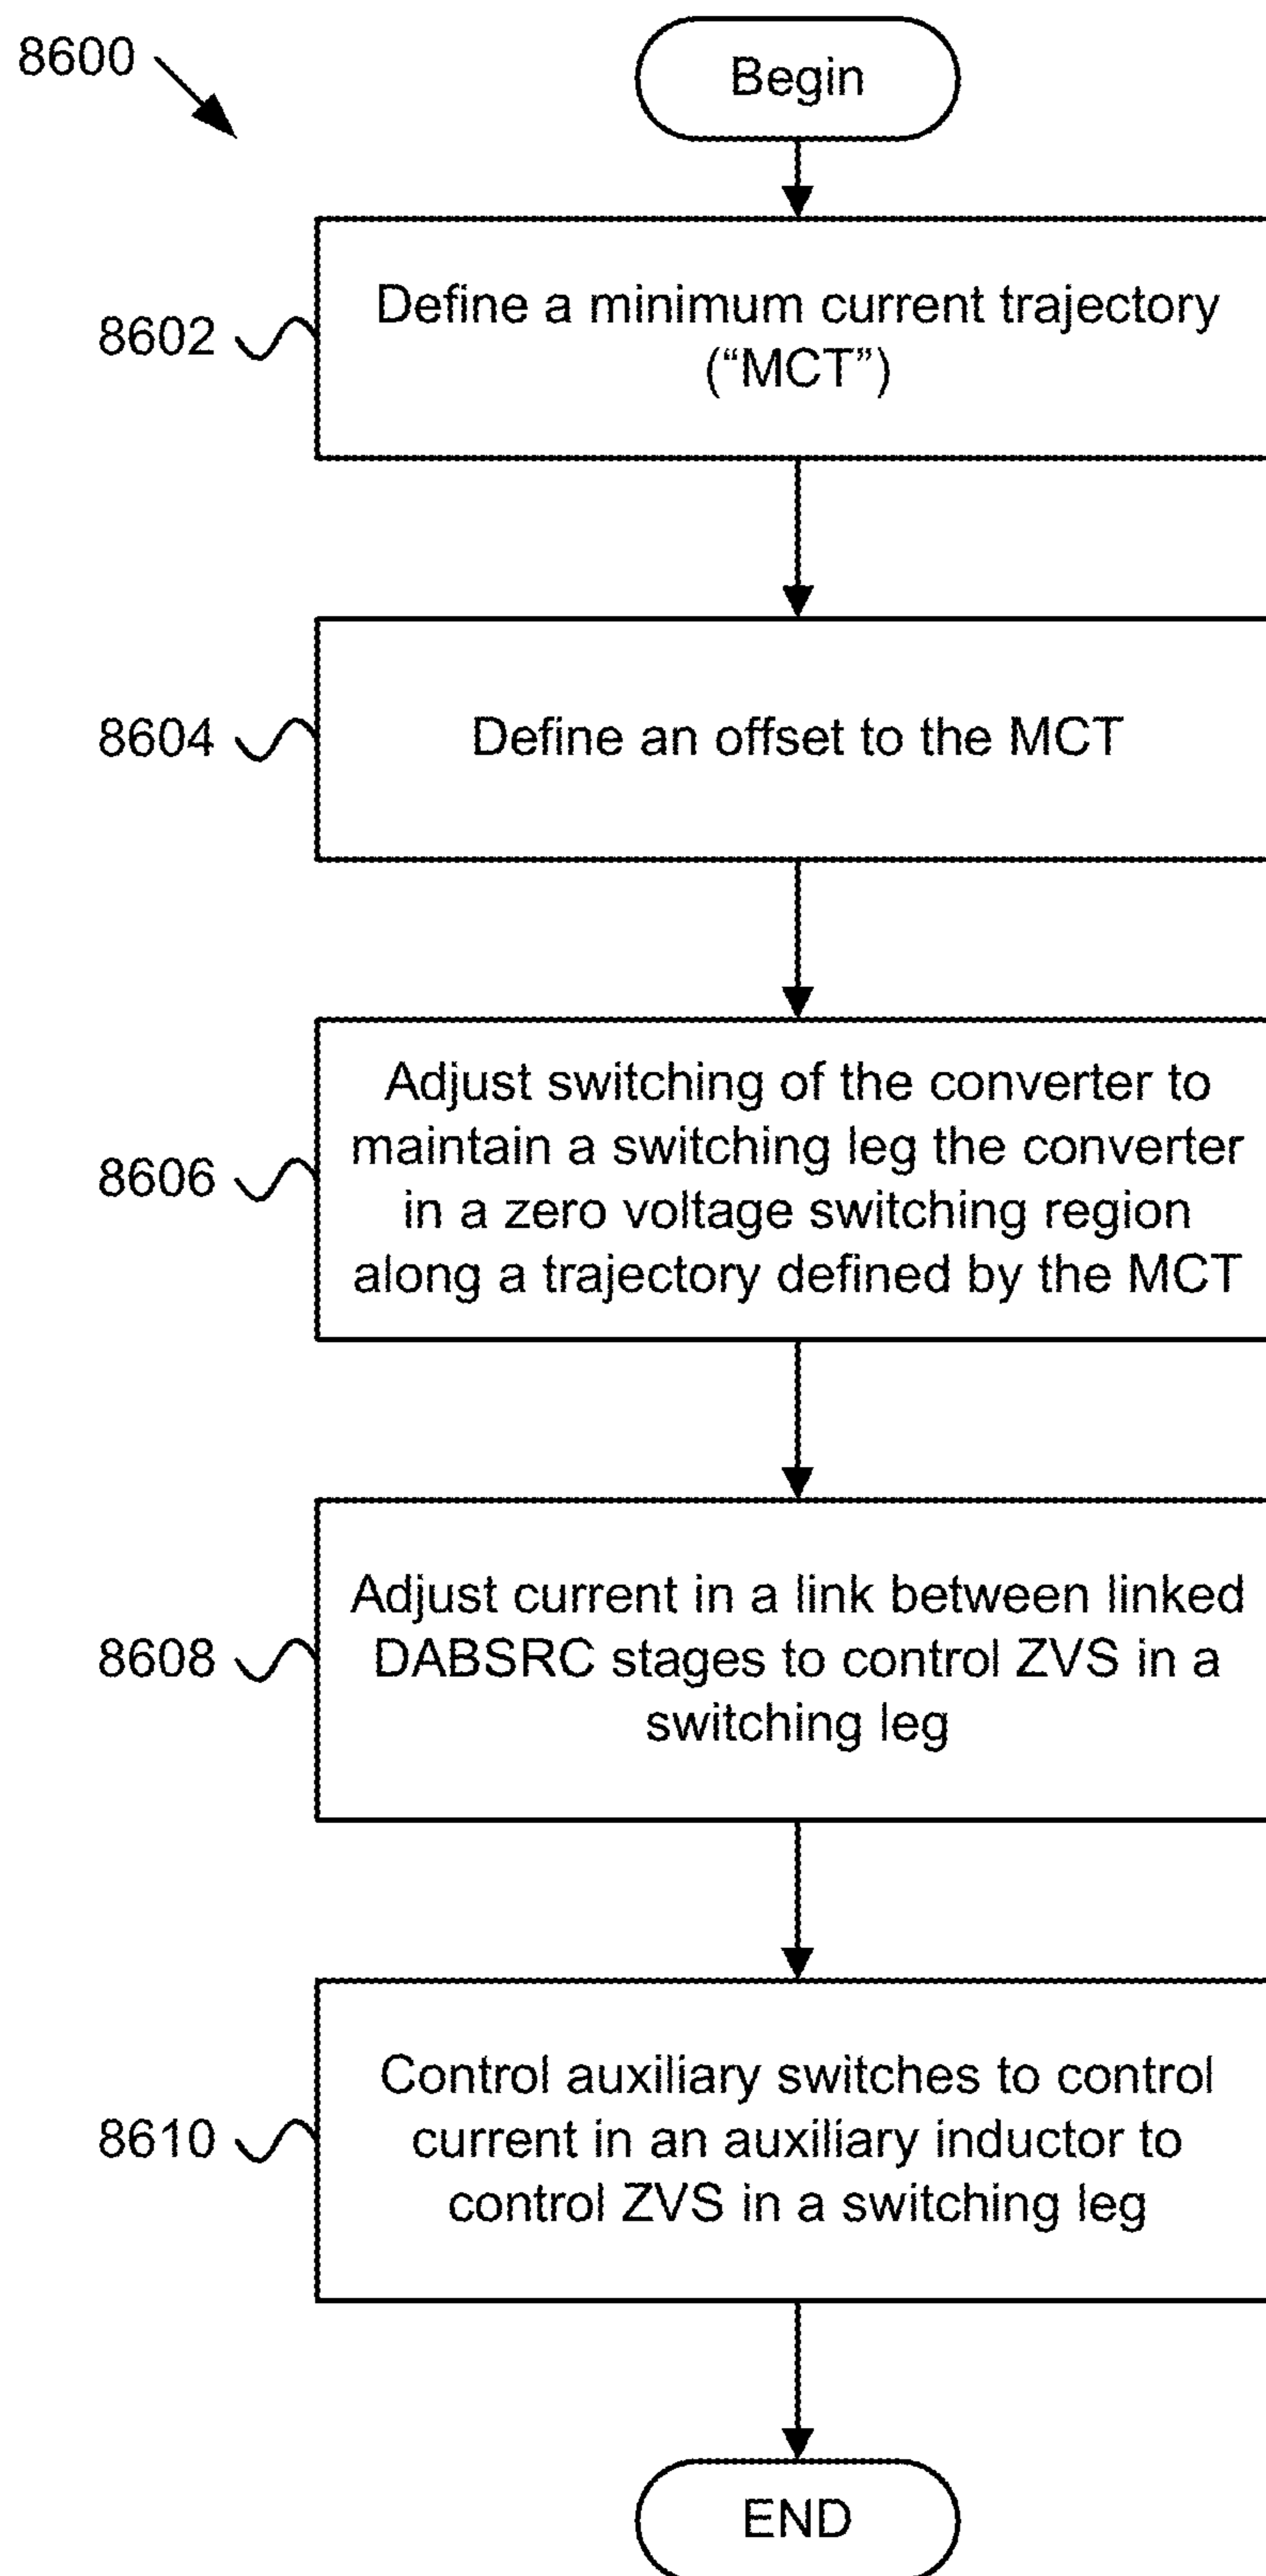 8600
Begin
8602
Define a minimum current trajectory
(“MCT”)
8604
Define an offset to the MCT
8606
Adjust switching of the converter to
maintain a switching leg the converter
in a zero voltage switching region
along a trajectory defined by the MCT
8608
Adjust current in a link between linked
DABSRC stages to control ZVS in a
switching leg
8610
Control auxiliary switches to control
current in an auxiliary inductor to
control ZVS in a switching leg
END